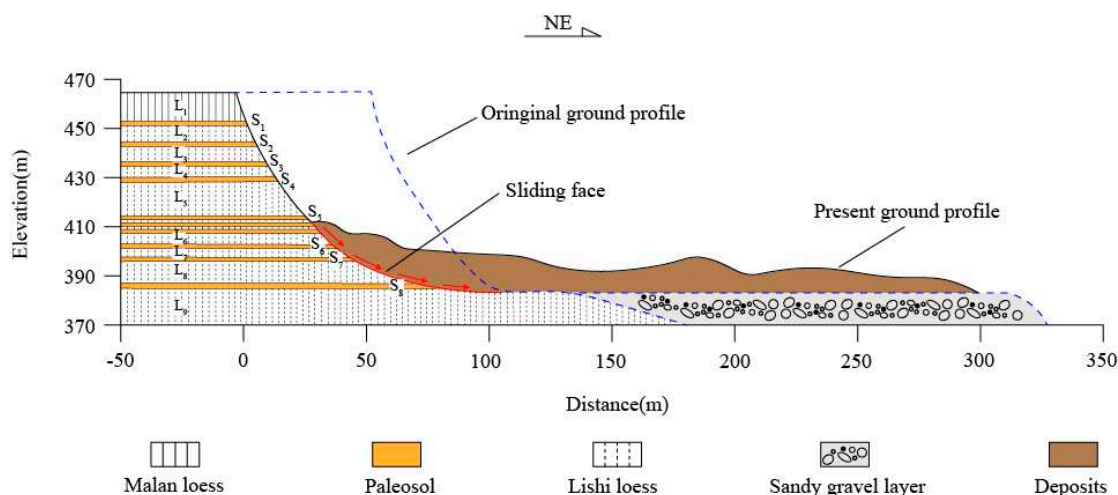 NE
470
450
430
410
390
370
Elevation(m)
L1
L2
L3
L4
L5
L6
L7
L8
L9
S1
S2
S3
S4
S5
S6
S7
S8
Oringinal ground profile
Sliding face
Present ground profile
-50 0 50 100 150 200 250 300 350
Distance(m)
Malan loess Paleosol Lishi loess Sandy gravel layer Deposits